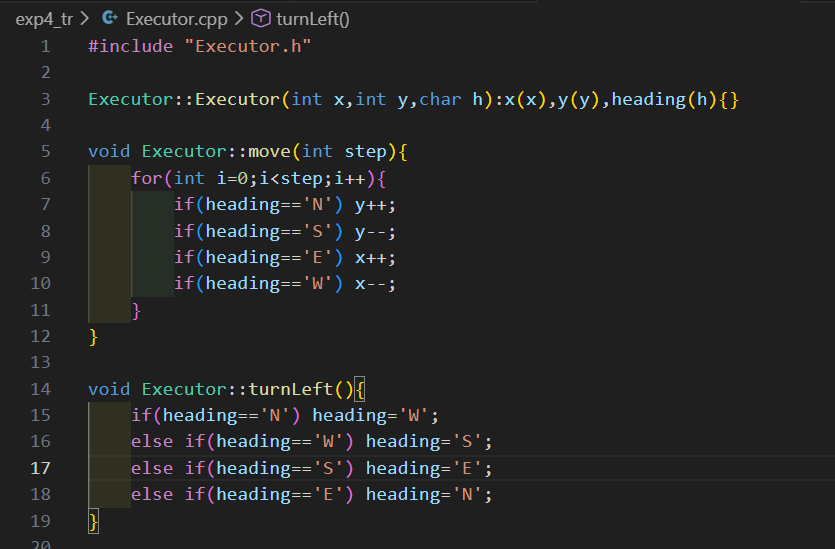 exp4_tr > Executor.cpp > turnLeft()
1 #include "Executor.h"
2
3 Executor::Executor(int x,int y,char h):x(x),y(y),heading(h){}
4
5 void Executor::move(int step){
6     for(int i=0;i<step;i++){
7         if(heading=='N') y++;
8         if(heading=='S') y--;
9         if(heading=='E') x++;
10         if(heading=='W') x--;
11     }
12 }
13
14 void Executor::turnLeft(){
15     if(heading=='N') heading='W';
16     else if(heading=='W') heading='S';
17     else if(heading=='S') heading='E';
18     else if(heading=='E') heading='N';
19 }
20